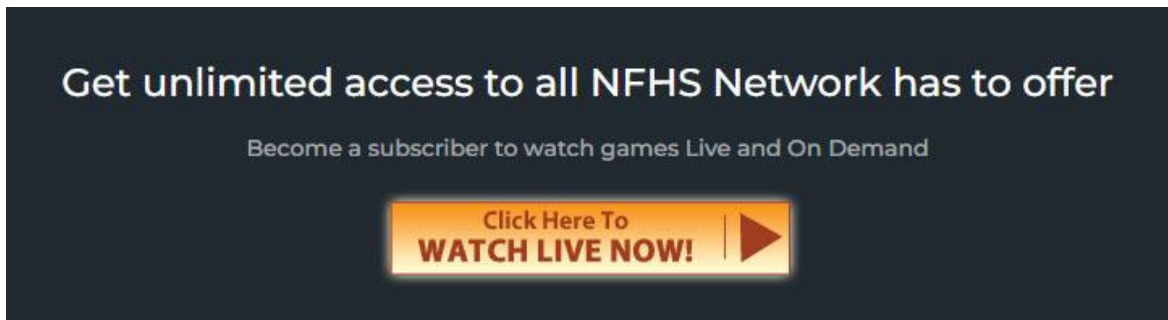 Get unlimited access to all NFHS Network has to offer
Become a subscriber to watch games Live and On Demand
Click Here To
WATCH LIVE NOW!